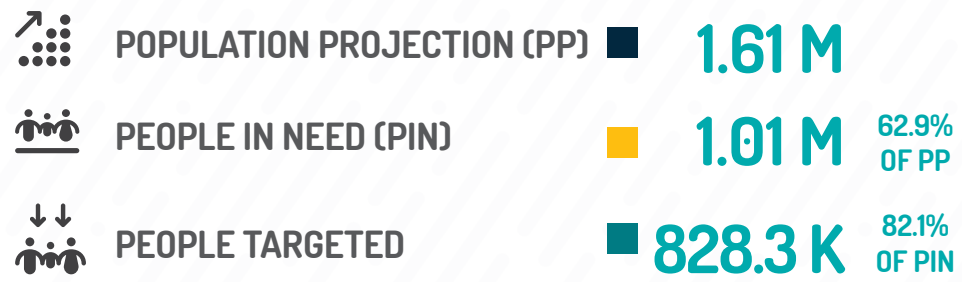 POPULATION PROJECTION (PP) 1.61 M
PEOPLE IN NEED (PIN) 1.01 M 62.9%
OF PP
PEOPLE TARGETED 828.3 K 82.1%
OF PIN